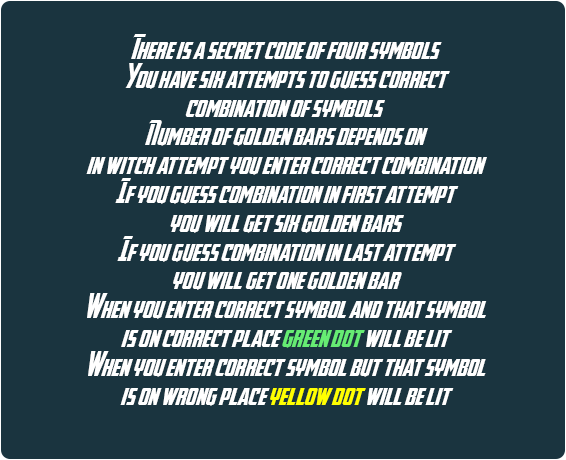 There is a secret code of four symbols
You have six attempts to guess correct
combination of symbols
Number of golden bars depends on
in witch attempt you enter correct combination
If you guess combination in first attempt
you will get six golden bars
If you guess combination in last attempt
you will get one golden bar
When you enter correct symbol and that symbol
is on correct place green dot will be lit
When you enter correct symbol but that symbol
is on wrong place yellow dot will be lit